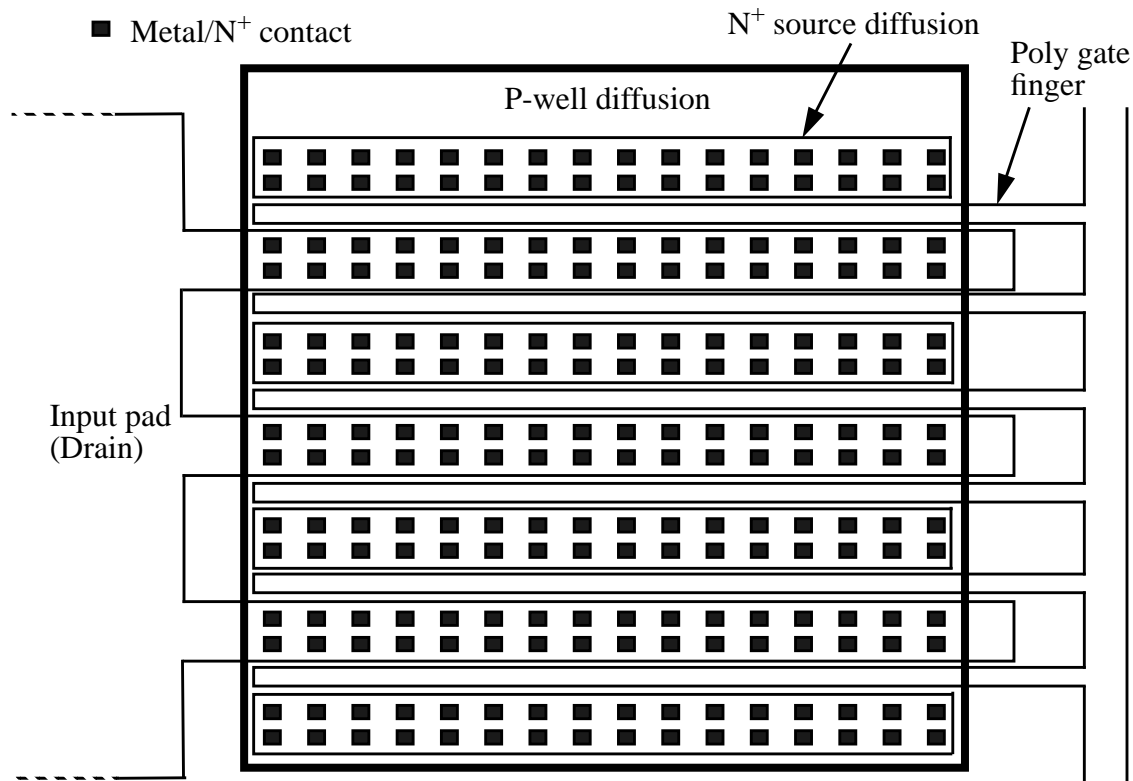 Metal/N+ contact
N+ source diffusion
Poly gate
finger
P-well diffusion
Input pad
(Drain)